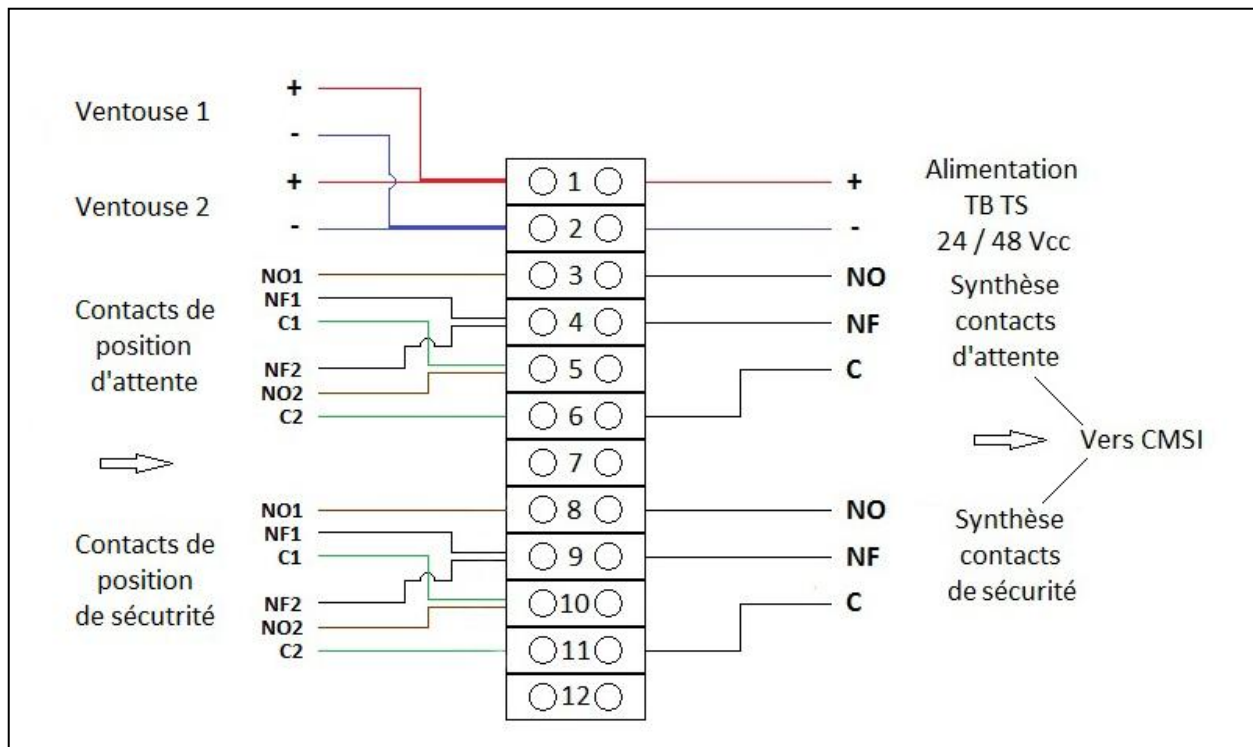 Ventouse 1
+
-
Ventouse 2
+
-
Contacts de
position
d'attente
NO1
NF1
C1
NF2
NO2
C2
Contacts de
position
de sécutrité
NO1
NF1
C1
NF2
NO2
C2
1
2
3
4
5
6
7
8
9
10
11
12
+
-
NO
NF
C
NO
NF
C
Alimentation
TB TS
24 / 48 Vcc
Synthèse
contacts
d'attente
Vers CMSI
Synthèse
contacts
de sécurité